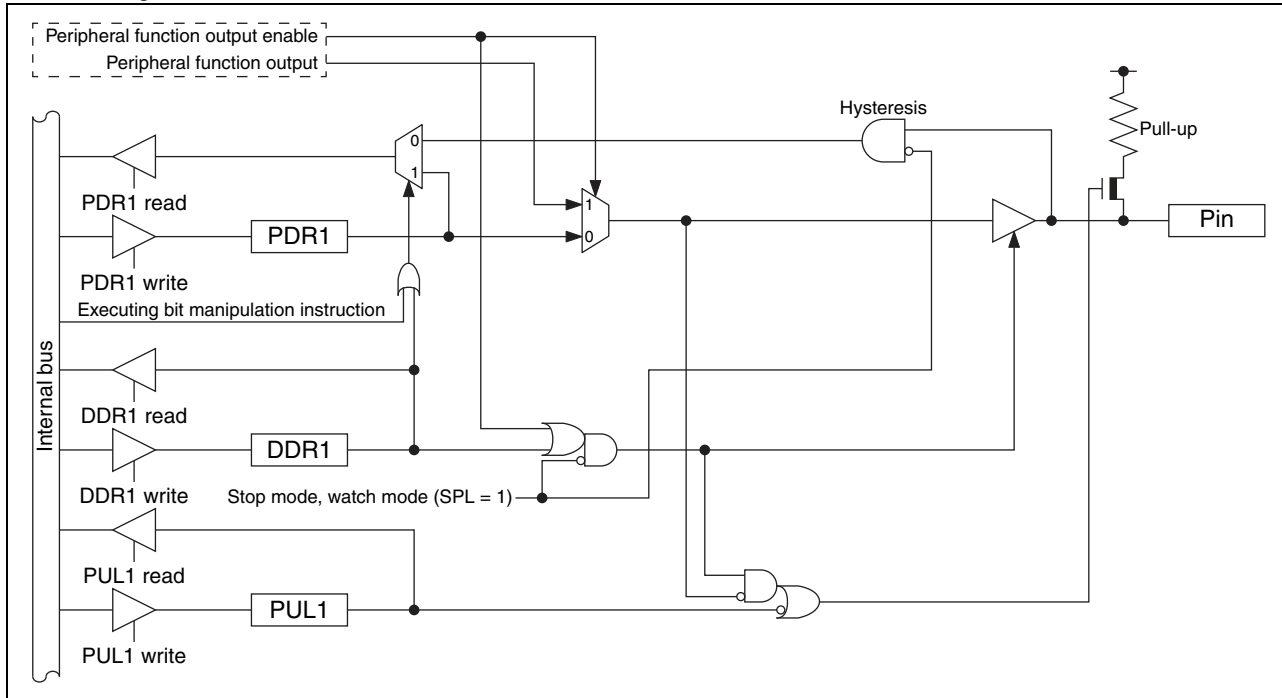 Peripheral function output enable
Peripheral function output
Hysteresis
Pull-up
0
1
PDR1 read
1
PDR1
0
Pin
PDR1 write
Executing bit manipulation instruction
Internal bus
DDR1 read
DDR1
DDR1 write
Stop mode, watch mode (SPL = 1)
PUL1 read
PUL1
PUL1 write